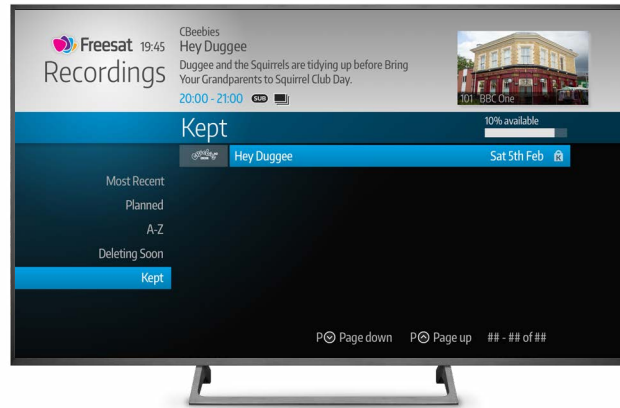 Freesat 19:45
Recordings
CBeebies
Hey Duggee
Duggee and the Squirrels are tidying up before Bring
Your Grandparents to Squirrel Club Day.
20:00 - 21:00 SUB
101 BBC One
Kept
10% available
Hey Duggee Sat 5th Feb K
Most Recent
Planned
A-Z
Deleting Soon
Kept
P Page down P Page up ## - ## of ##